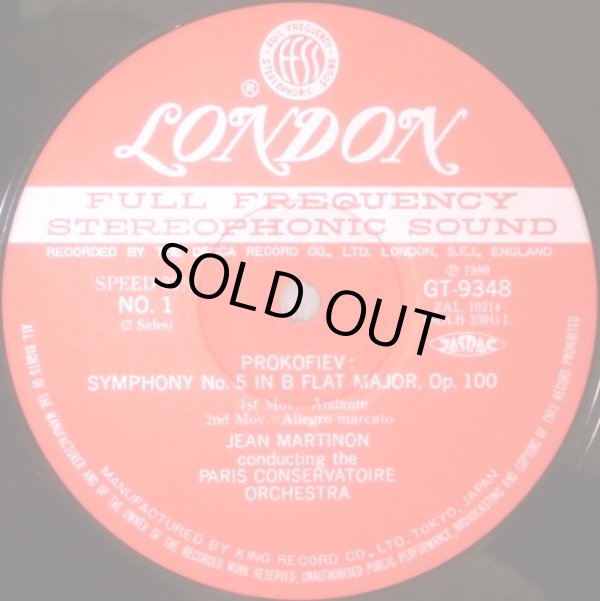 FULL FREQUENCY
FFSS
STEREOPHONIC SOUND
®
LONDON
FULL FREQUENCY
STEREOPHONIC SOUND
RECORDED BY THE DECCA RECORD CO., LTD. LONDON, S.E.I., ENGLAND
SPEED
NO. 1
(2 Sides)
℗ 1980
GT-9348
ZAL 10214
SOLD OUT
JASRAC
PROKOFIEV :
SYMPHONY No. 5 IN B FLAT MAJOR, Op. 100
1st Mov. : Andante
2nd Mov. : Allegro marcato
JEAN MARTINON
conducting the
PARIS CONSERVATOIRE
ORCHESTRA
MANUFACTURED BY KING RECORD CO., LTD. TOKYO, JAPAN
ALL RIGHTS OF THE MANUFACTURER AND OF THE OWNER OF THE RECORDED WORK RESERVED. UNAUTHORISED PUBLIC PERFORMANCE, BROADCASTING AND COPYING OF THIS RECORD PROHIBITED